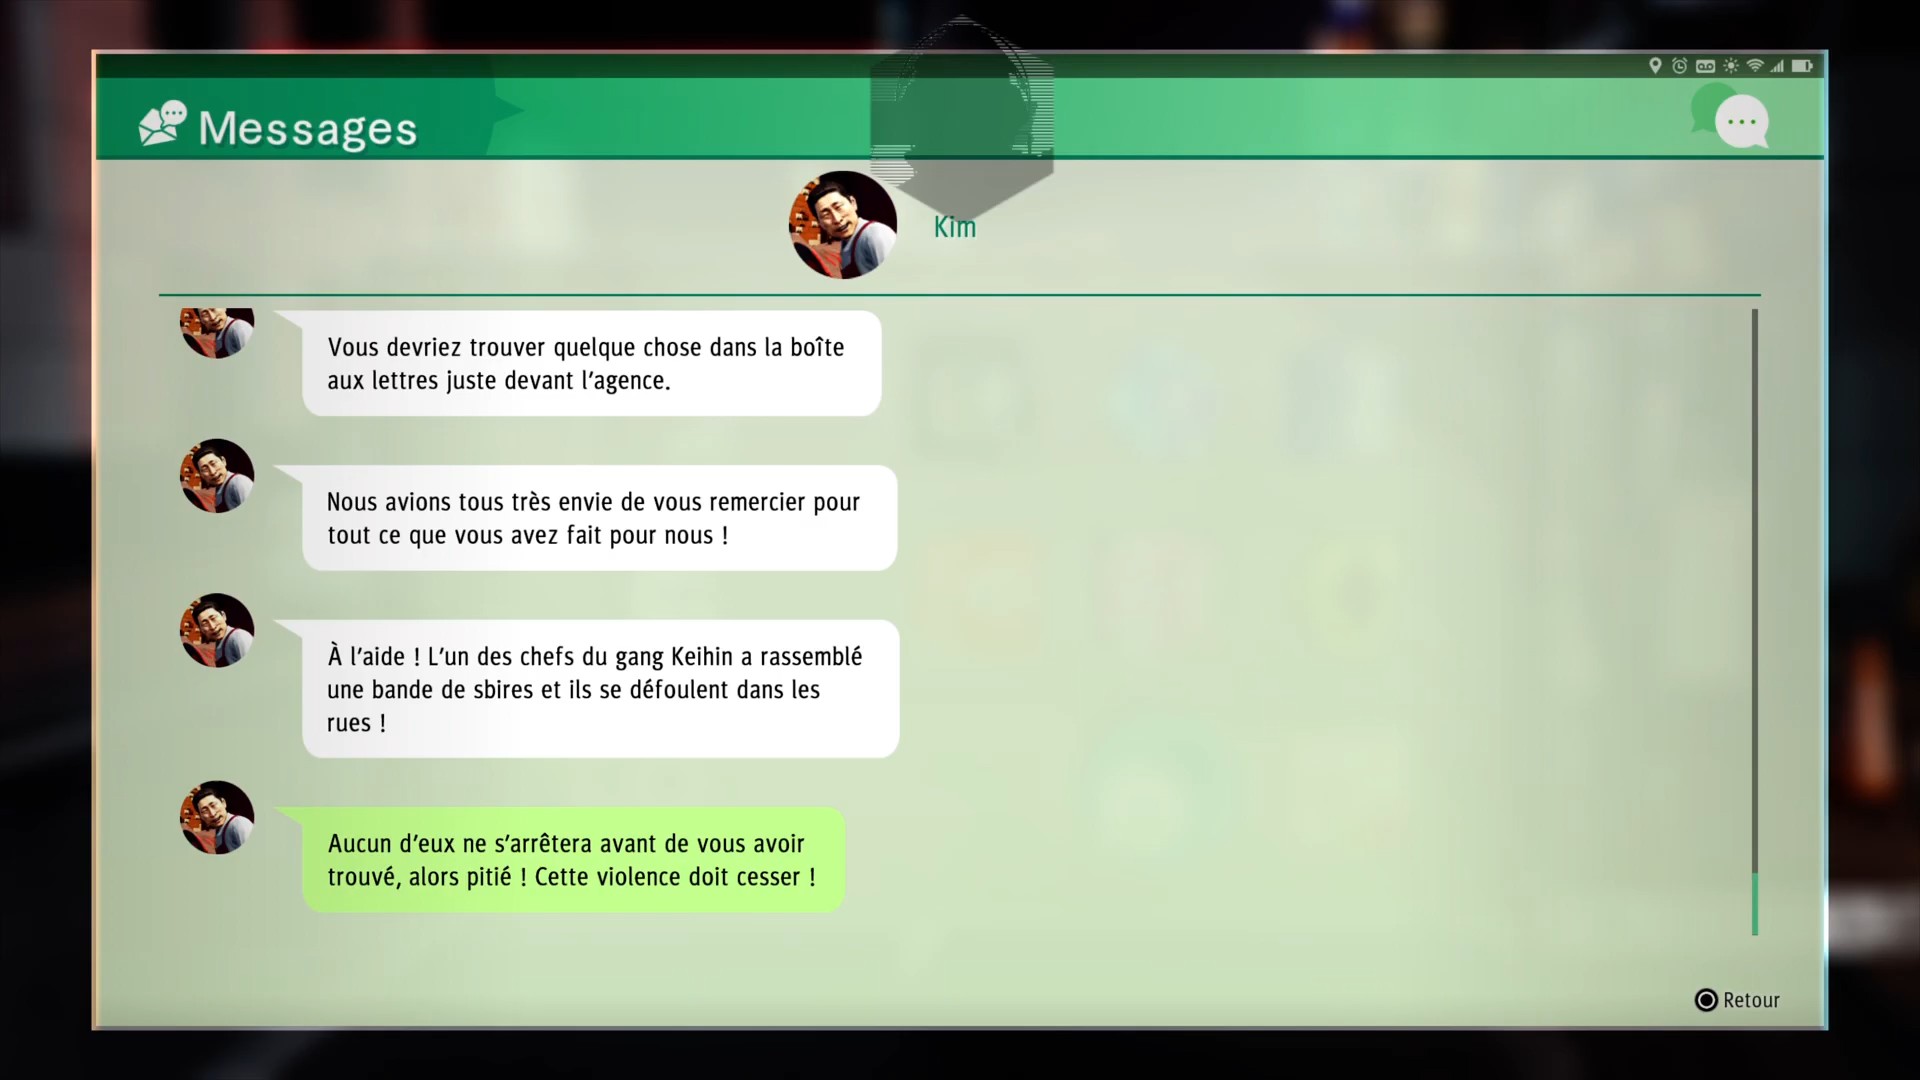 Messages
Kim
Vous devriez trouver quelque chose dans la boîte
aux lettres juste devant l'agence.
Nous avions tous très envie de vous remercier pour
tout ce que vous avez fait pour nous !
À l'aide ! L'un des chefs du gang Keihin a rassemblé
une bande de sbires et ils se défoulent dans les
rues !
Aucun d'eux ne s'arrêtera avant de vous avoir
trouvé, alors pitié ! Cette violence doit cesser !
Retour